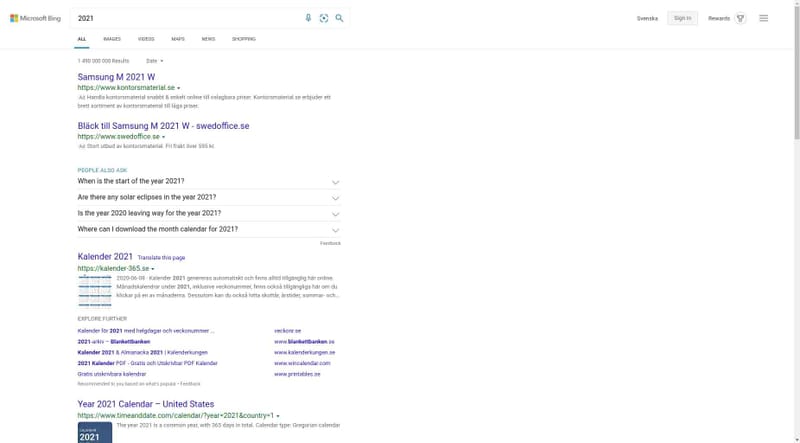 Microsoft Bing
2021
Svenska
Sign in
Rewards
ALL
IMAGES
VIDEOS
MAPS
NEWS
SHOPPING
1 490 000 000 Results
Date
Samsung M 2021 W
https://www.kontorsmaterial.se
Ad Handla kontorsmaterial snabbt & enkelt online till oslagbara priser. Kontorsmaterial.se erbjuder ett
brett sortiment av kontorsmaterial till låga priser.
Bläck till Samsung M 2021 W - swedoffice.se
https://www.swedoffice.se
Ad Stort utbud av kontorsmaterial. Fri frakt över 595 kr.
PEOPLE ALSO ASK
When is the start of the year 2021?
Are there any solar eclipses in the year 2021?
Is the year 2020 leaving way for the year 2021?
Where can I download the month calendar for 2021?
Feedback
Kalender 2021 Translate this page
https://kalender-365.se
2020-06-08 · Kalender 2021 genereras automatiskt och finns alltid tillgänglig här online.
Månadskalendrar under 2021, inklusive veckonummer, finns också tillgängliga här om du
klickar på en av månaderna. Dessutom kan du också hitta skottår, årstider, sommar- och...
EXPLORE FURTHER
Kalender för 2021 med helgdagar och veckonummer ...
veckonr.se
2021-arkiv – Blankettbanken
www.blankettbanken.se
Kalender 2021 & Almanacka 2021 | Kalenderkungen
www.kalenderkungen.se
2021 Kalender PDF - Gratis och Utskrivbar PDF Kalender
www.wincalendar.com
Gratis utskrivbara kalendrar
www.printables.se
Recommended to you based on what's popular • Feedback
Year 2021 Calendar – United States
https://www.timeanddate.com/calendar/?year=2021&country=1
CALENDAR
2021
The year 2021 is a common year, with 365 days in total. Calendar type: Gregorian calendar